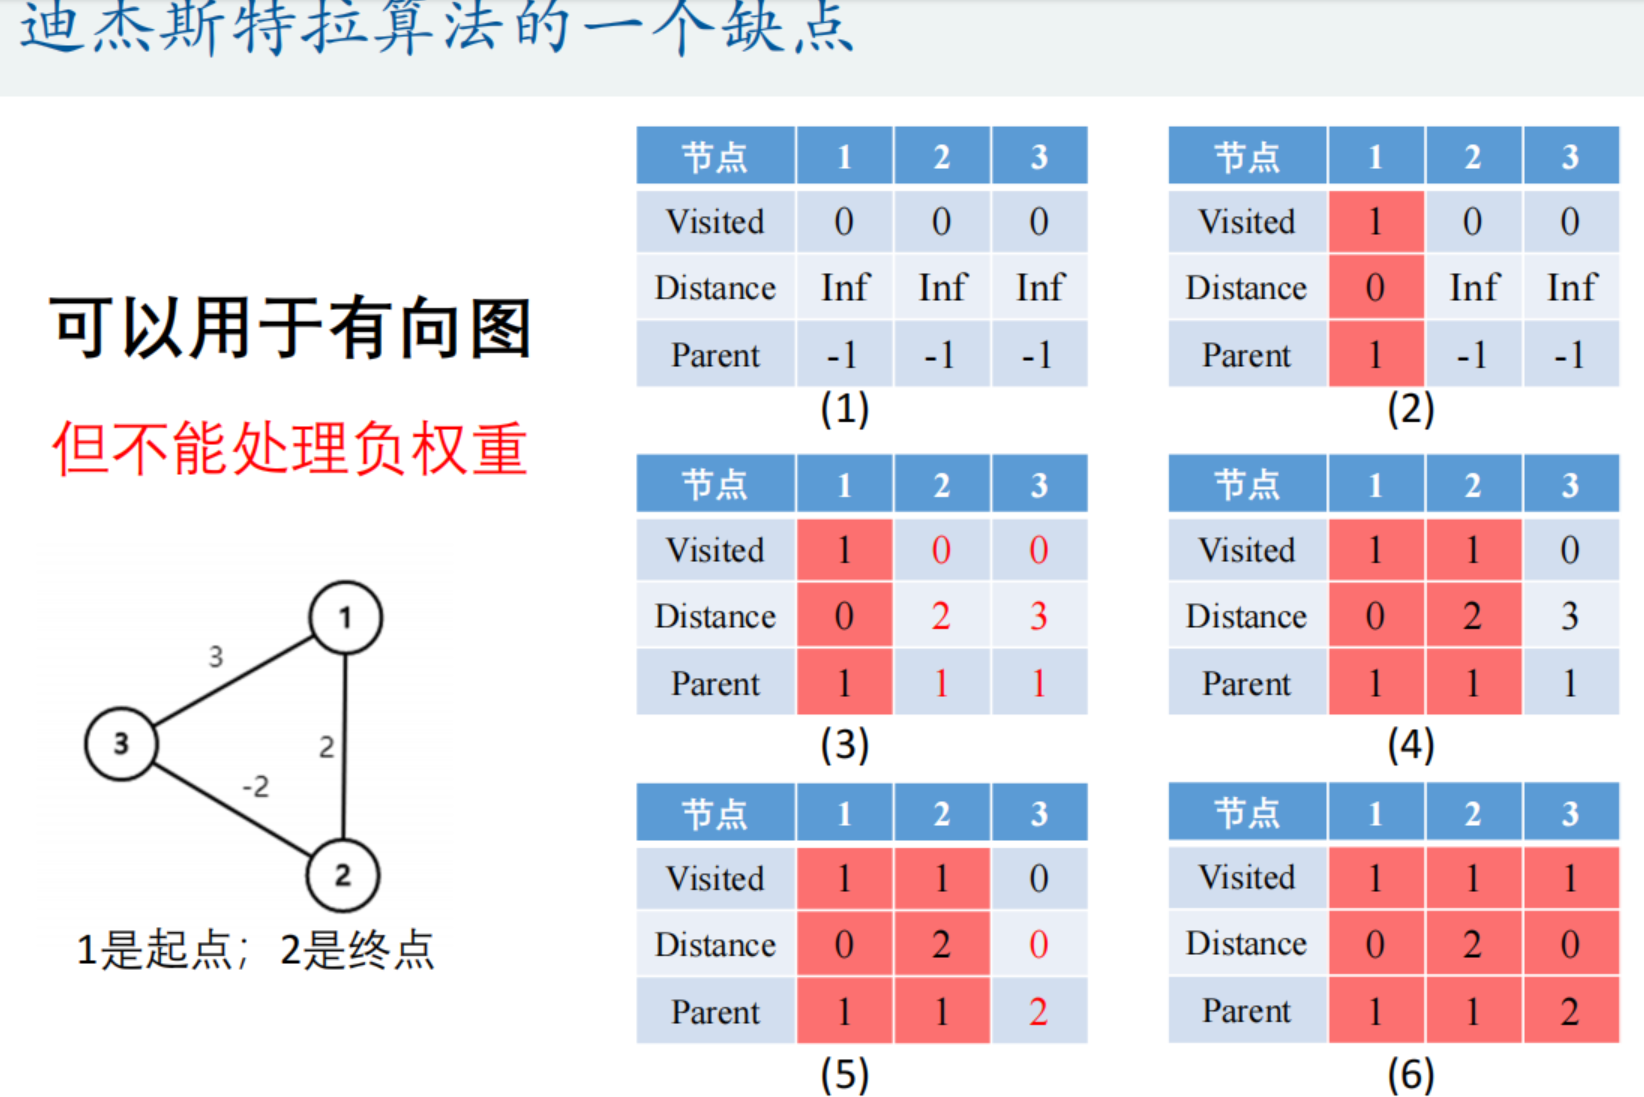 迪杰斯特拉算法的一个缺点
可以用于有向图
但不能处理负权重
1
3
2
3
-2
2
1是起点；2是终点
节点 1 2 3
Visited 0 0 0
Distance Inf Inf Inf
Parent -1 -1 -1
(1)
节点 1 2 3
Visited 1 0 0
Distance 0 Inf Inf
Parent 1 -1 -1
(2)
节点 1 2 3
Visited 1 0 0
Distance 0 2 3
Parent 1 1 1
(3)
节点 1 2 3
Visited 1 1 0
Distance 0 2 3
Parent 1 1 1
(4)
节点 1 2 3
Visited 1 1 0
Distance 0 2 0
Parent 1 1 2
(5)
节点 1 2 3
Visited 1 1 1
Distance 0 2 0
Parent 1 1 2
(6)